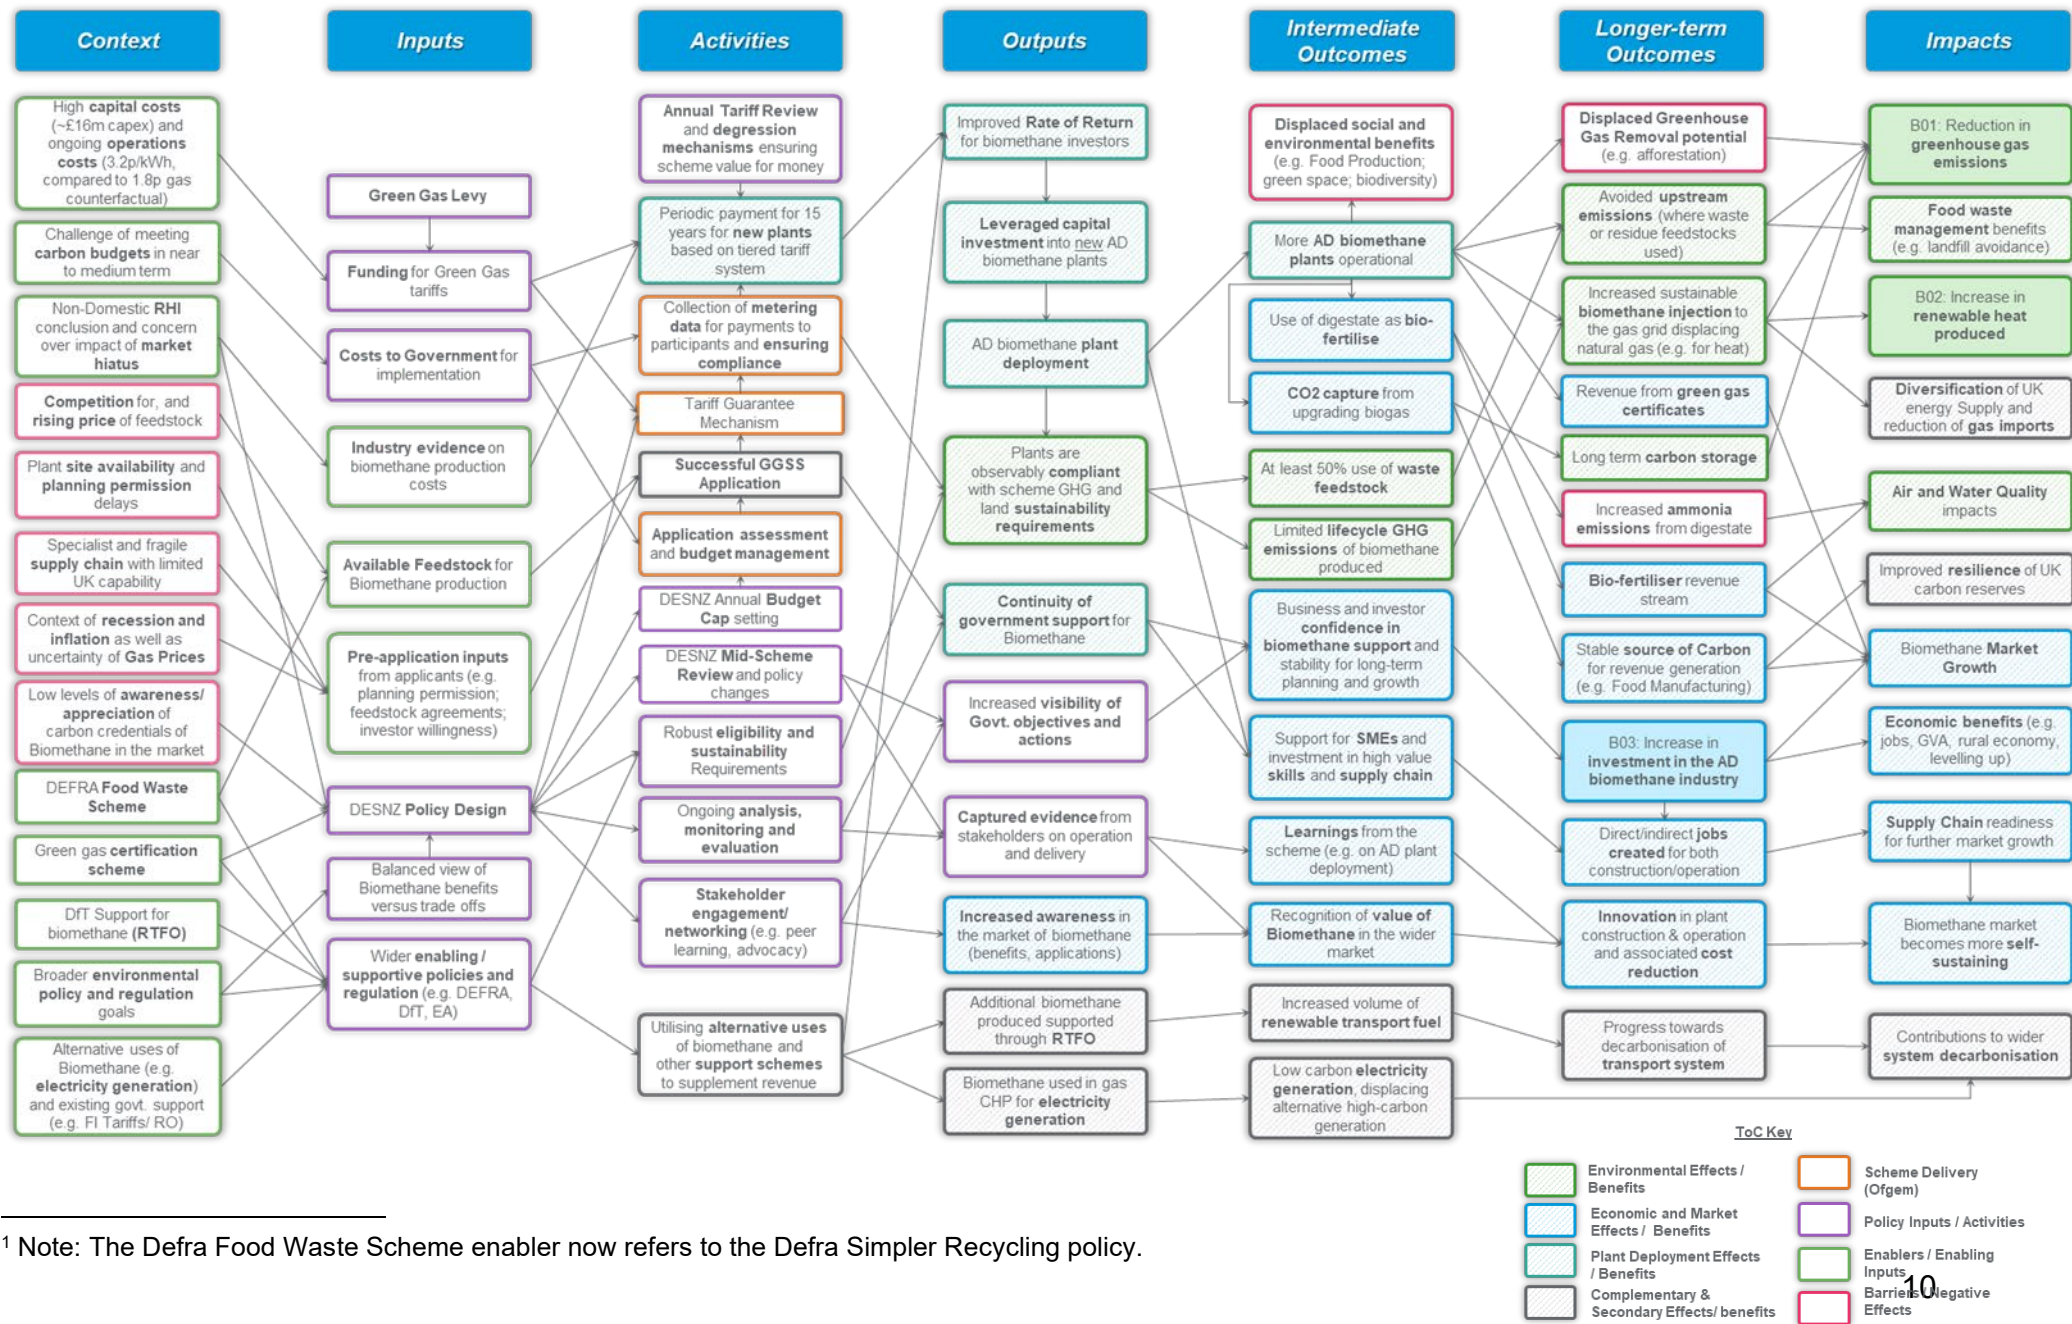 Context
Inputs
Activities
Outputs
Intermediate
Outcomes
Longer-term
Outcomes
Impacts
High capital costs
(~£16m capex) and
ongoing operations
costs (3.2p/kWh,
compared to 1.8p gas
counterfactual)
Challenge of meeting
carbon budgets in near
to medium term
Non-Domestic RHI
conclusion and concern
over impact of market
hiatus
Competition for, and
rising price of feedstock
Plant site availability and
planning permission
delays
Specialist and fragile
supply chain with limited
UK capability
Context of recession and
inflation as well as
uncertainty of Gas Prices
Low levels of awareness/
appreciation of
carbon credentials of
Biomethane in the market
DEFRA Food Waste
Scheme
Green gas certification
scheme
DfT Support for
biomethane (RTFO)
Broader environmental
policy and regulation
goals
Alternative uses of
Biomethane (e.g.
electricity generation)
and existing govt. support
(e.g. FI Tariffs/ RO)
Green Gas Levy
Funding for Green Gas
tariffs
Costs to Government for
implementation
Industry evidence on
biomethane production
costs
Available Feedstock for
Biomethane production
Pre-application inputs
from applicants (e.g.
planning permission;
feedstock agreements;
investor willingness)
DESNZ Policy Design
Balanced view of
Biomethane benefits
versus trade offs
Wider enabling /
supportive policies and
regulation (e.g. DEFRA,
DfT, EA)
Annual Tariff Review
and degression
mechanisms ensuring
scheme value for money
Periodic payment for 15
years for new plants
based on tiered tariff
system
Collection of metering
data for payments to
participants and ensuring
compliance
Tariff Guarantee
Mechanism
Successful GGSS
Application
Application assessment
and budget management
DESNZ Annual Budget
Cap setting
DESNZ Mid-Scheme
Review and policy
changes
Robust eligibility and
sustainability
Requirements
Ongoing analysis,
monitoring and
evaluation
Stakeholder
engagement/
networking (e.g. peer
learning, advocacy)
Utilising alternative uses
of biomethane and
other support schemes
to supplement revenue
Improved Rate of Return
for biomethane investors
Leveraged capital
investment into new AD
biomethane plants
AD biomethane plant
deployment
Plants are
observably compliant
with scheme GHG and
land sustainability
requirements
Continuity of
government support for
Biomethane
Increased visibility of
Govt. objectives and
actions
Captured evidence from
stakeholders on operation
and delivery
Increased awareness in
the market of biomethane
(benefits, applications)
Additional biomethane
produced supported
through RTFO
Biomethane used in gas
CHP for electricity
generation
Displaced social and
environmental benefits
(e.g. Food Production;
green space; biodiversity)
More AD biomethane
plants operational
Use of digestate as bio-
fertilise
CO2 capture from
upgrading biogas
At least 50% use of waste
feedstock
Limited lifecycle GHG
emissions of biomethane
produced
Business and investor
confidence in
biomethane support and
stability for long-term
planning and growth
Support for SMEs and
investment in high value
skills and supply chain
Learnings from the
scheme (e.g. on AD plant
deployment)
Recognition of value of
Biomethane in the wider
market
Increased volume of
renewable transport fuel
Low carbon electricity
generation, displacing
alternative high-carbon
generation
Displaced Greenhouse
Gas Removal potential
(e.g. afforestation)
Avoided upstream
emissions (where waste
or residue feedstocks
used)
Increased sustainable
biomethane injection to
the gas grid displacing
natural gas (e.g. for heat)
Revenue from green gas
certificates
Long term carbon storage
Increased ammonia
emissions from digestate
Bio-fertiliser revenue
stream
Stable source of Carbon
for revenue generation
(e.g. Food Manufacturing)
B03: Increase in
investment in the AD
biomethane industry
Direct/indirect jobs
created for both
construction/operation
Innovation in plant
construction & operation
and associated cost
reduction
Progress towards
decarbonisation of
transport system
B01: Reduction in
greenhouse gas
emissions
Food waste
management benefits
(e.g. landfill avoidance)
B02: Increase in
renewable heat
produced
Diversification of UK
energy Supply and
reduction of gas imports
Air and Water Quality
impacts
Improved resilience of UK
carbon reserves
Biomethane Market
Growth
Economic benefits (e.g.
jobs, GVA, rural economy,
levelling up)
Supply Chain readiness
for further market growth
Biomethane market
becomes more self-
sustaining
Contributions to wider
system decarbonisation
ToC Key
Environmental Effects /
Benefits
Economic and Market
Effects / Benefits
Plant Deployment Effects
/ Benefits
Complementary &
Secondary Effects/ benefits
Scheme Delivery
(Ofgem)
Policy Inputs / Activities
Enablers / Enabling
Inputs
Barriers / Negative
Effects
1 Note: The Defra Food Waste Scheme enabler now refers to the Defra Simpler Recycling policy.
10